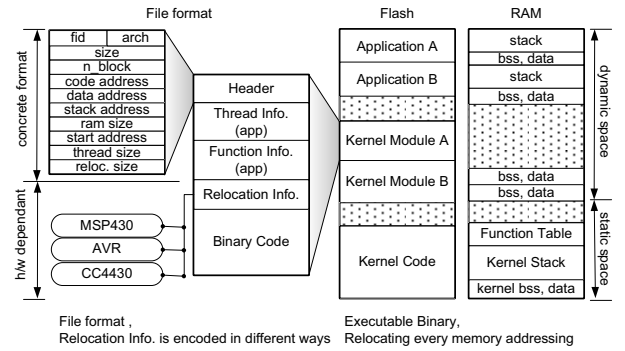 File format
Flash
RAM
fid arch
size
n_block
code address
data address
stack address
ram size
start address
thread size
reloc. size
concrete format
h/w dependant
Header
Thread Info.
(app)
Function Info.
(app)
Relocation Info.
Binary Code
MSP430
AVR
CC4430
Application A
Application B
Kernel Module A
Kernel Module B
Kernel Code
stack
bss, data
stack
bss, data
bss, data
bss, data
Function Table
Kernel Stack
kernel bss, data
dynamic space
static space
File format ,
Relocation Info. is encoded in different ways
Executable Binary,
Relocating every memory addressing